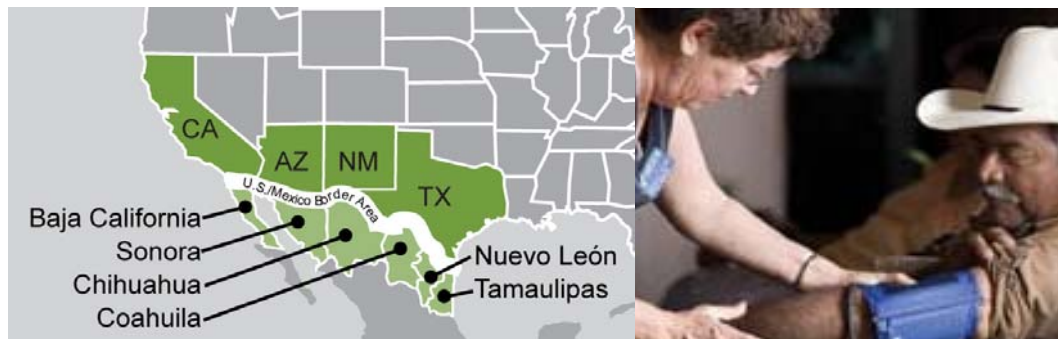 CA
AZ
NM
TX
U.S./Mexico Border Area
Baja California
Sonora
Chihuahua
Coahuila
Nuevo León
Tamaulipas